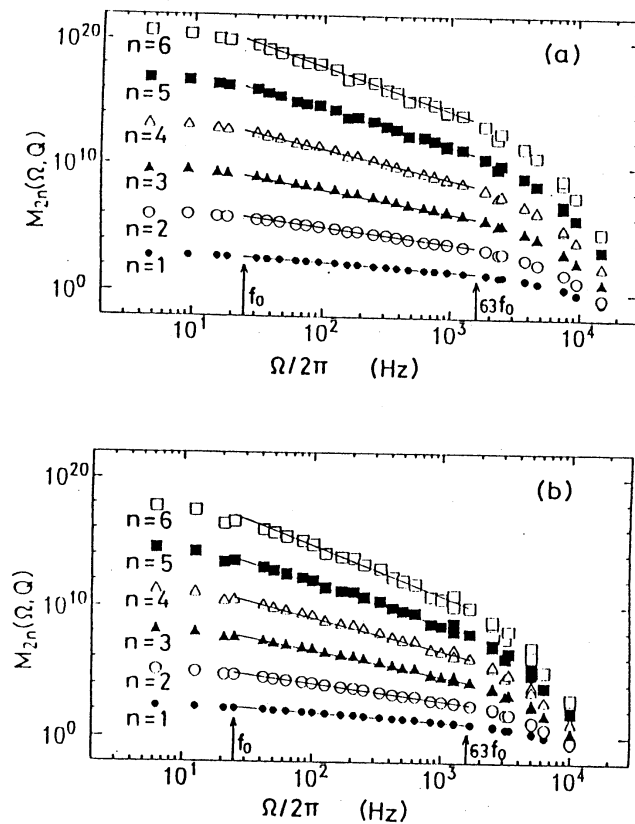 10^20
(a)
n=6
n=5
n=4
10^10
n=3
n=2
n=1
10^0
f₀
63f₀
M₂ₙ(Ω,Q)
10^1
10^2
10^3
10^4
Ω/2π (Hz)
10^20
(b)
n=6
n=5
n=4
10^10
n=3
n=2
n=1
10^0
f₀
63f₀
M₂ₙ(Ω,Q)
10^1
10^2
10^3
10^4
Ω/2π (Hz)